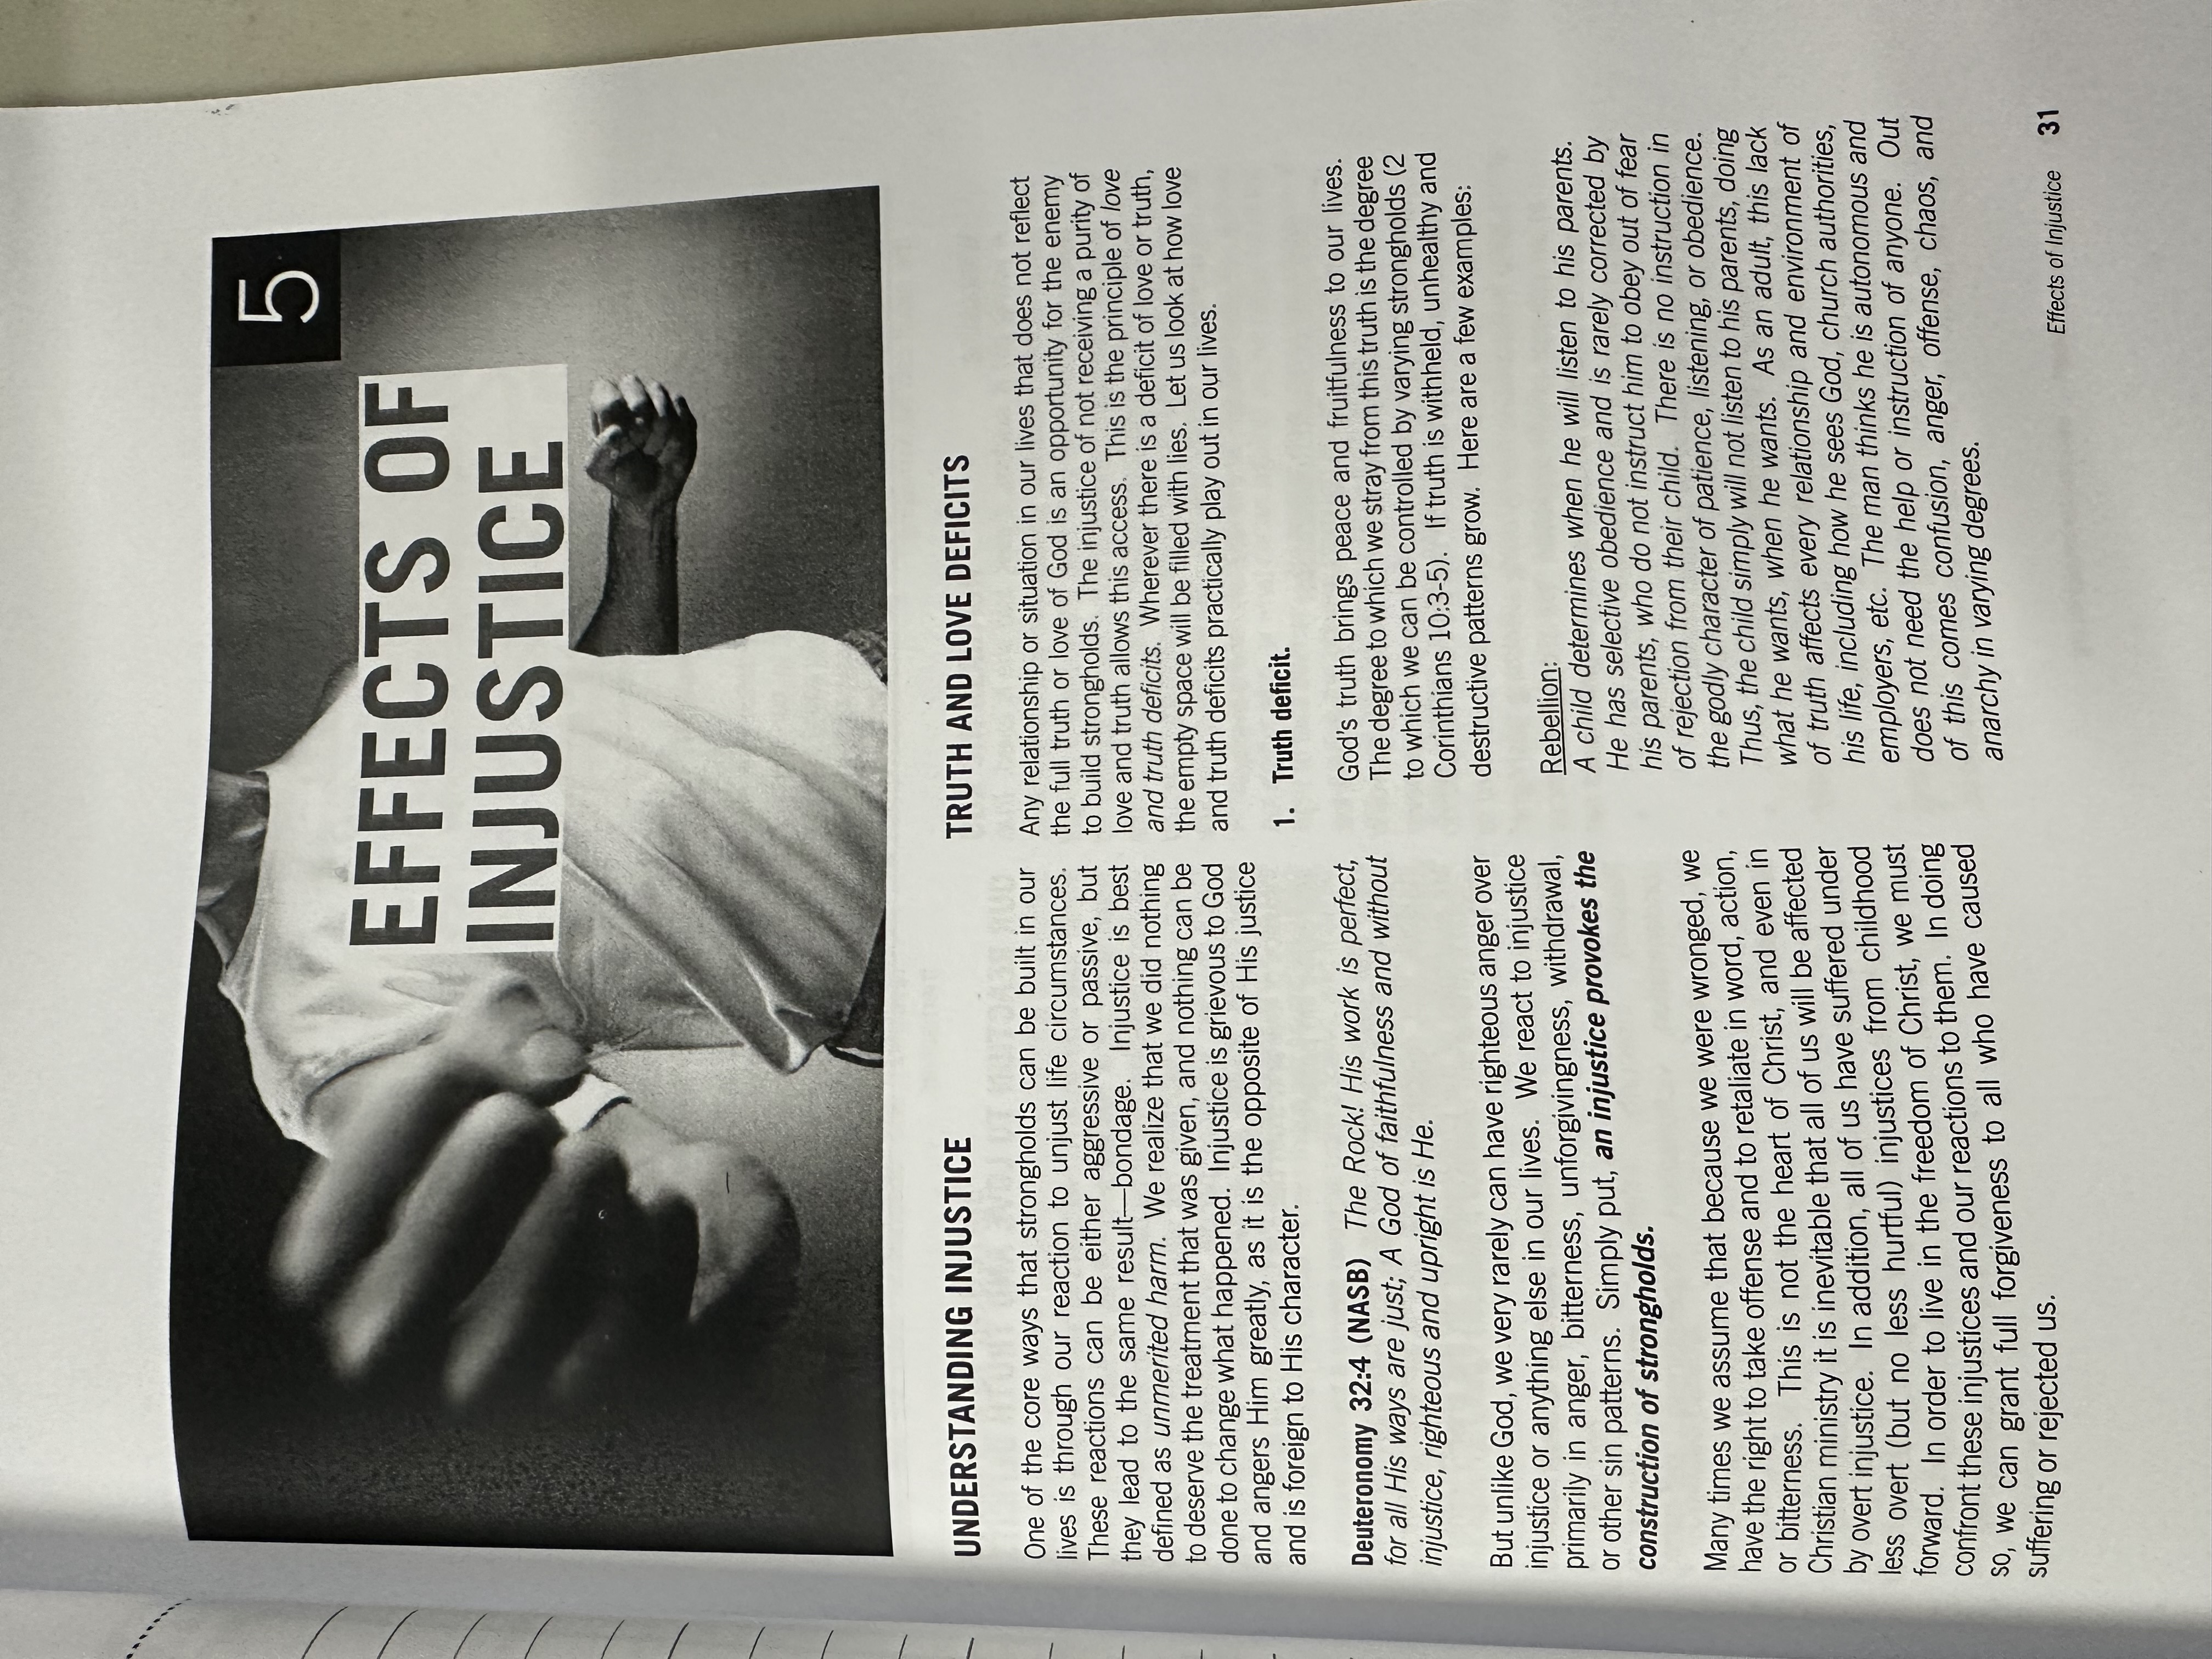 5
EFFECTS OF
INJUSTICE
UNDERSTANDING INJUSTICE
One of the core ways that strongholds can be built in our
lives is through our reaction to unjust life circumstances.
These reactions can be either aggressive or passive, but
they lead to the same result—bondage. Injustice is best
defined as unmerited harm. We realize that we did nothing
to deserve the treatment that was given, and nothing can be
done to change what happened. Injustice is grievous to God
and angers Him greatly, as it is the opposite of His justice
and is foreign to His character.
Deuteronomy 32:4 (NASB) The Rock! His work is perfect,
for all His ways are just; A God of faithfulness and without
injustice, righteous and upright is He.
But unlike God, we very rarely can have righteous anger over
injustice or anything else in our lives. We react to injustice
primarily in anger, bitterness, unforgivingness, withdrawal,
or other sin patterns. Simply put, an injustice provokes the
construction of strongholds.
Many times we assume that because we were wronged, we
have the right to take offense and to retaliate in word, action,
or bitterness. This is not the heart of Christ, and even in
Christian ministry it is inevitable that all of us will be affected
by overt injustice. In addition, all of us have suffered under
less overt (but no less hurtful) injustices from childhood
forward. In order to live in the freedom of Christ, we must
confront these injustices and our reactions to them. In doing
so, we can grant full forgiveness to all who have caused
suffering or rejected us.
TRUTH AND LOVE DEFICITS
Any relationship or situation in our lives that does not reflect
the full truth or love of God is an opportunity for the enemy
to build strongholds. The injustice of not receiving a purity of
love and truth allows this access. This is the principle of love
and truth deficits. Wherever there is a deficit of love or truth,
the empty space will be filled with lies. Let us look at how love
and truth deficits practically play out in our lives.
1. Truth deficit.
God's truth brings peace and fruitfulness to our lives.
The degree to which we stray from this truth is the degree
to which we can be controlled by varying strongholds (2
Corinthians 10:3-5). If truth is withheld, unhealthy and
destructive patterns grow. Here are a few examples:
Rebellion:
A child determines when he will listen to his parents.
He has selective obedience and is rarely corrected by
his parents, who do not instruct him to obey out of fear
of rejection from their child. There is no instruction in
the godly character of patience, listening, or obedience.
Thus, the child simply will not listen to his parents, doing
what he wants, when he wants. As an adult, this lack
of truth affects every relationship and environment of
his life, including how he sees God, church authorities,
employers, etc. The man thinks he is autonomous and
does not need the help or instruction of anyone. Out
of this comes confusion, anger, offense, chaos, and
anarchy in varying degrees.
Effects of Injustice 31